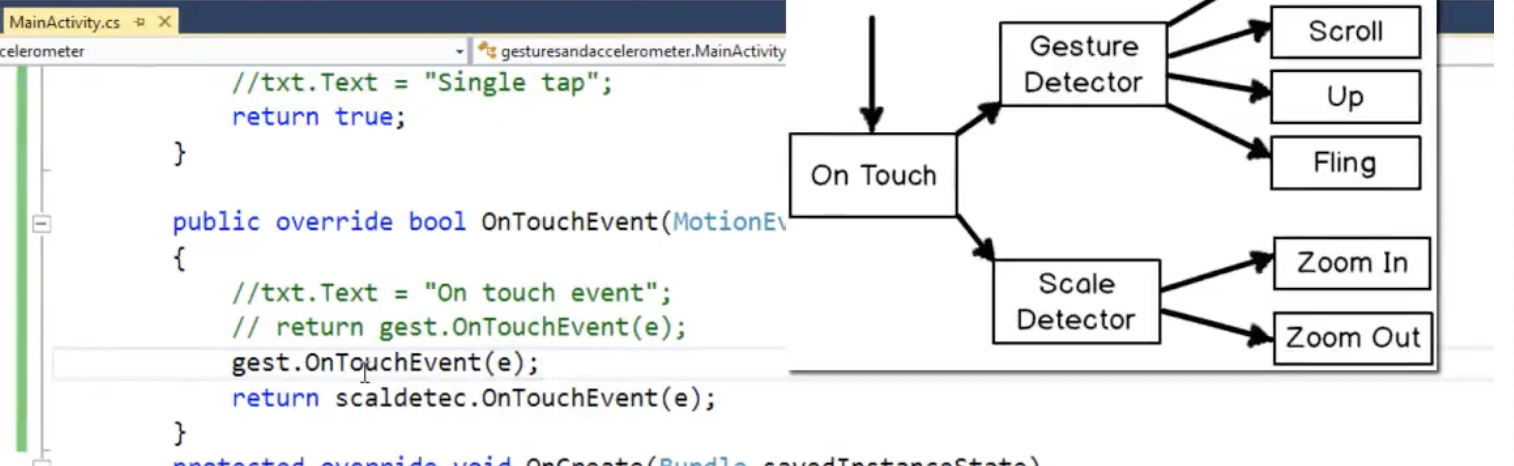 MainActivity.cs
celerometer
gesturesandaccelerometer.MainActivity
//txt.Text = "Single tap";
return true;
}
public override bool OnTouchEvent(MotionEv
{
//txt.Text = "On touch event";
// return gest.OnTouchEvent(e);
gest.OnTouchEvent(e);
return scaldetec.OnTouchEvent(e);
}
protected override void OnCreate(Bundle savedInstanceState)
On Touch
Gesture
Detector
Scroll
Up
Fling
Scale
Detector
Zoom In
Zoom Out